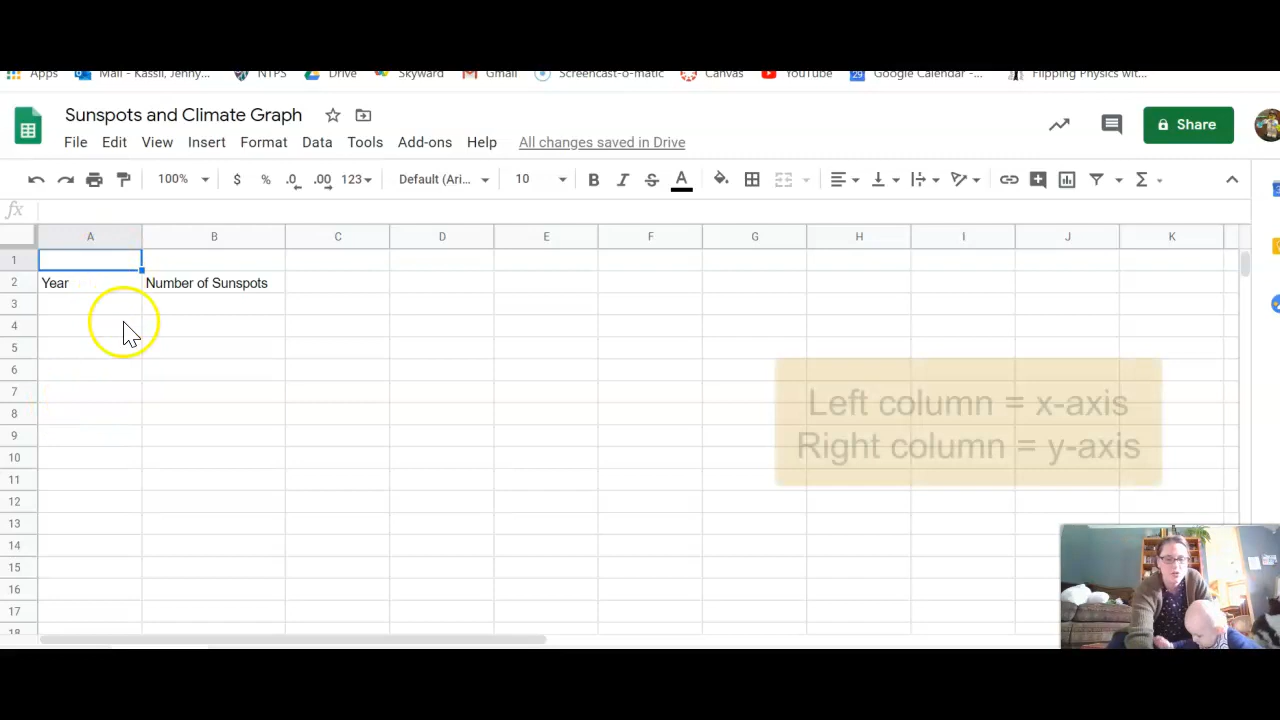 Apps Mail - Kassil, Jenny... NTPS Drive Skyward Gmail Screencast-o-matic Canvas YouTube Google Calendar -... Flipping Physics wit...
Sunspots and Climate Graph
Share
File Edit View Insert Format Data Tools Add-ons Help All changes saved in Drive
100% $ % .0 .00 123 Default (Ari... 10 B I S A
fx
A B C D E F G H I J K
1
2 Year Number of Sunspots
3
4
5
6
7
8
9
10
11
12
13
14
15
16
17
18
Left column = x-axis
Right column = y-axis